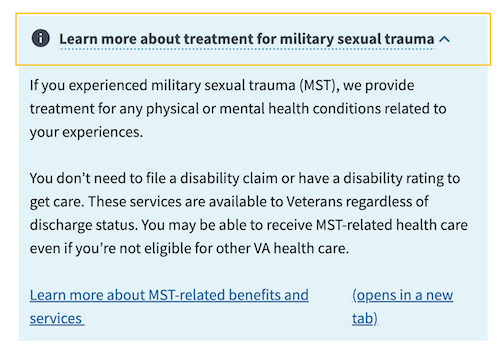 Learn more about treatment for military sexual trauma
If you experienced military sexual trauma (MST), we provide
treatment for any physical or mental health conditions related to
your experiences.
You don’t need to file a disability claim or have a disability rating to
get care. These services are available to Veterans regardless of
discharge status. You may be able to receive MST-related health care
even if you’re not eligible for other VA health care.
Learn more about MST-related benefits and
services
(opens in a new
tab)